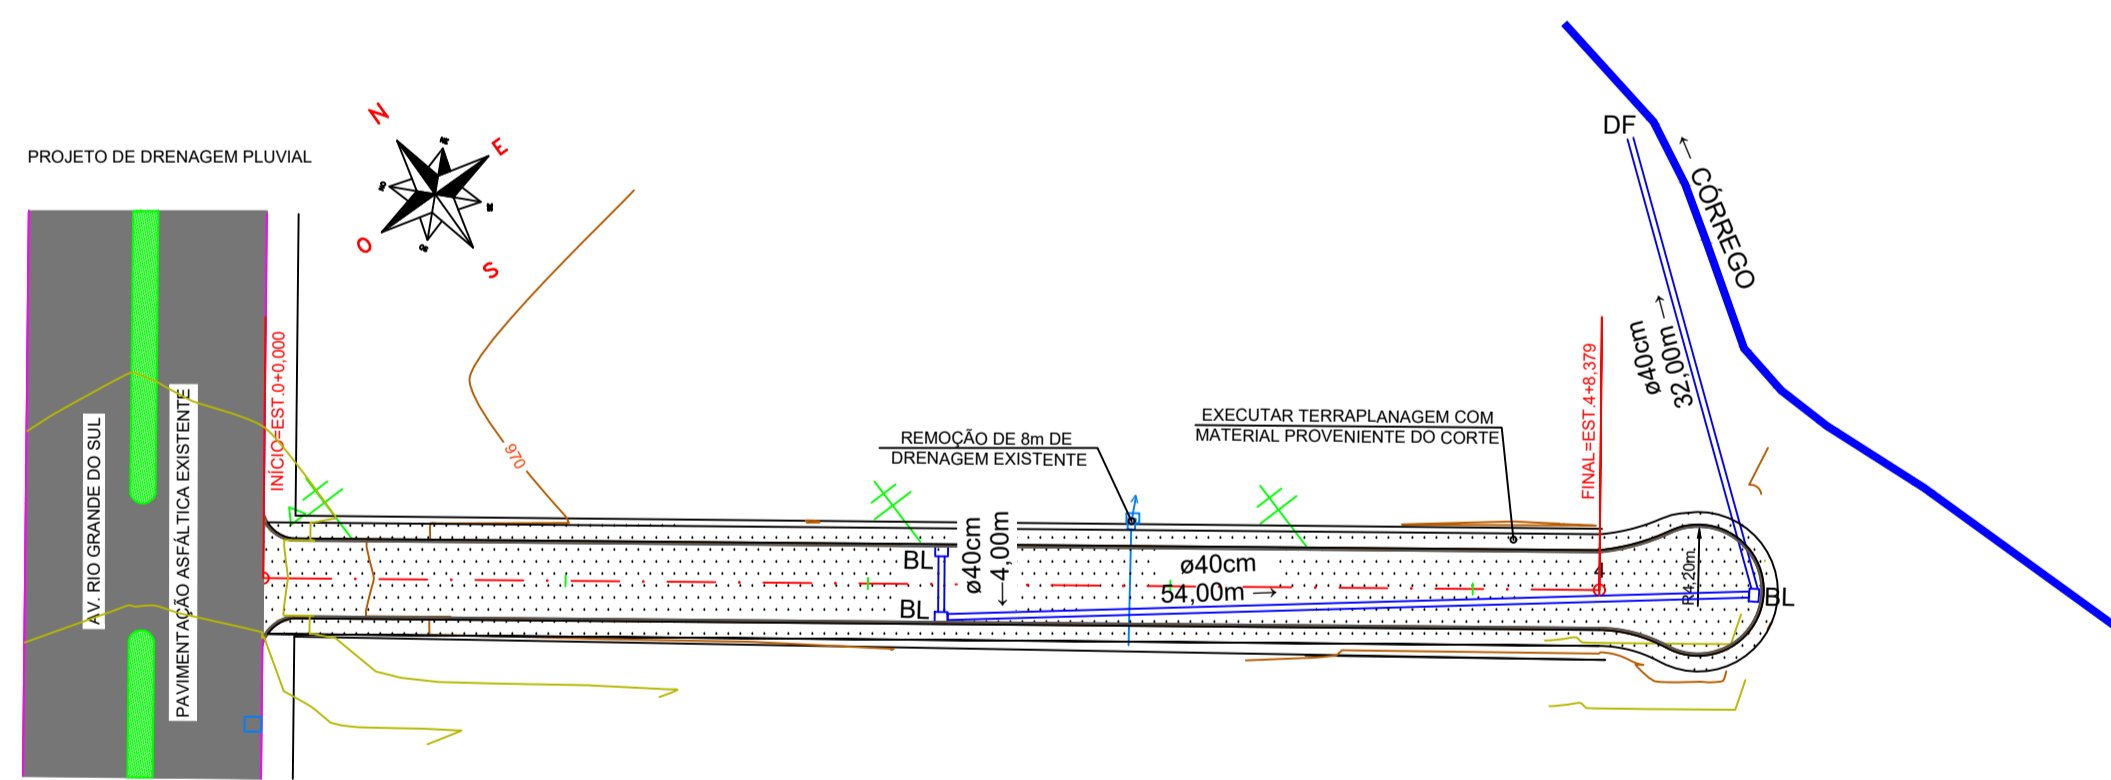 PROJETO DE DRENAGEM PLUVIAL
N
E
O
S
AV. RIO GRANDE DO SUL
PAVIMENTAÇÃO ASFÁLTICA EXISTENTE
INÍCIO=EST.0+0,000
970
REMOÇÃO DE 8m DE
DRENAGEM EXISTENTE
EXECUTAR TERRAPLANAGEM COM
MATERIAL PROVENIENTE DO CORTE
FINAL=EST.4+8,379
DF
← CÓRREGO
ø40cm
32,00m →
BL
BL
ø40cm
←4,00m
ø40cm
54,00m →
4
R4,20m
BL